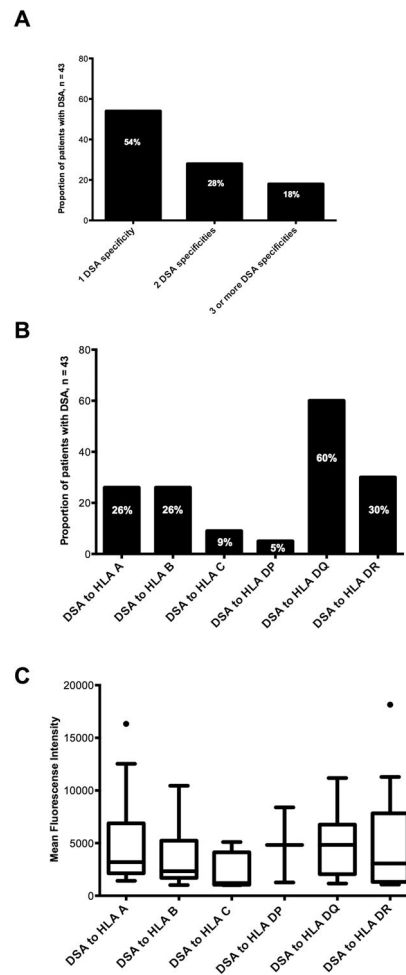 A
Proportion of patients with DSA, n = 43
80
60
40
20
0
54%
28%
18%
1 DSA specificity
2 DSA specificities
3 or more DSA specificities
B
Proportion of patients with DSA, n = 43
80
60
40
20
0
26%
26%
9%
5%
60%
30%
DSA to HLA A
DSA to HLA B
DSA to HLA C
DSA to HLA DP
DSA to HLA DQ
DSA to HLA DR
C
Mean Fluorescense Intensity
20000
15000
10000
5000
0
DSA to HLA A
DSA to HLA B
DSA to HLA C
DSA to HLA DP
DSA to HLA DQ
DSA to HLA DR